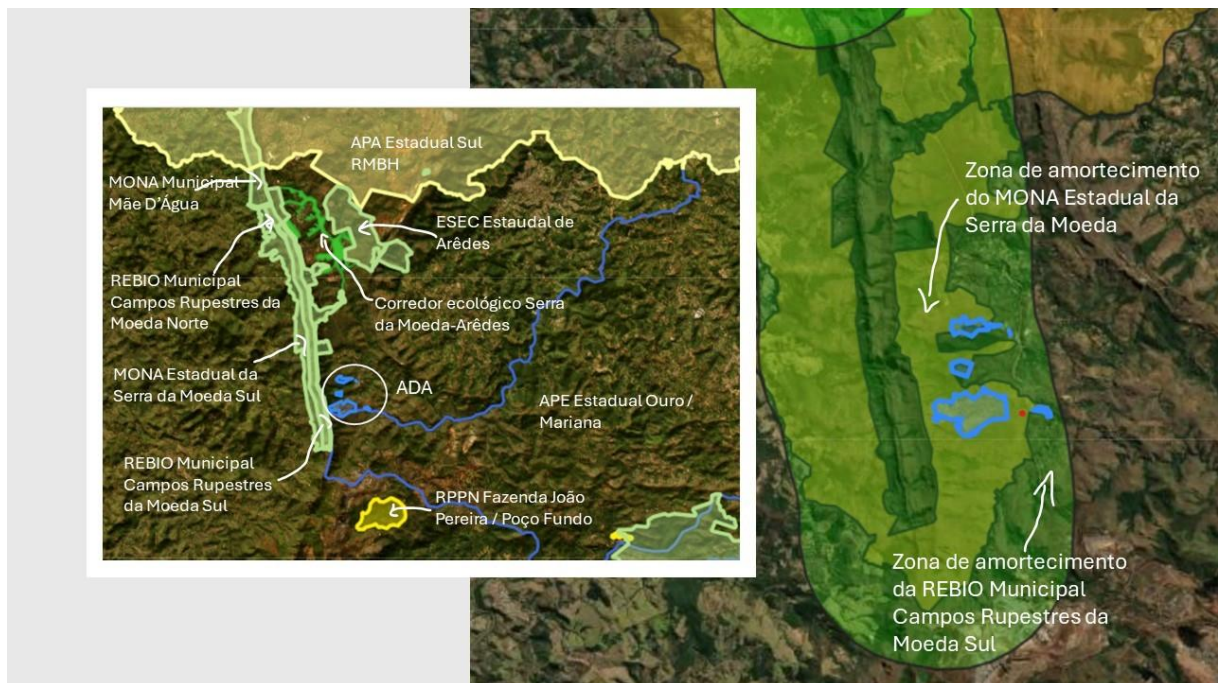 APA Estadual Sul
RMBH
MONA Municipal
Mãe D'Água
ESEC Estaudal de
Arêdes
REBIO Municipal
Campos Rupestres da
Moeda Norte
Corredor ecológico Serra
da Moeda-Arêdes
MONA Estadual da
Serra da Moeda Sul
ADA
APE Estadual Ouro /
Mariana
REBIO Municipal
Campos Rupestres
da Moeda Sul
RPPN Fazenda João
Pereira / Poço Fundo
Zona de amortecimento
do MONA Estadual da
Serra da Moeda
Zona de amortecimento
da REBIO Municipal
Campos Rupestres da
Moeda Sul